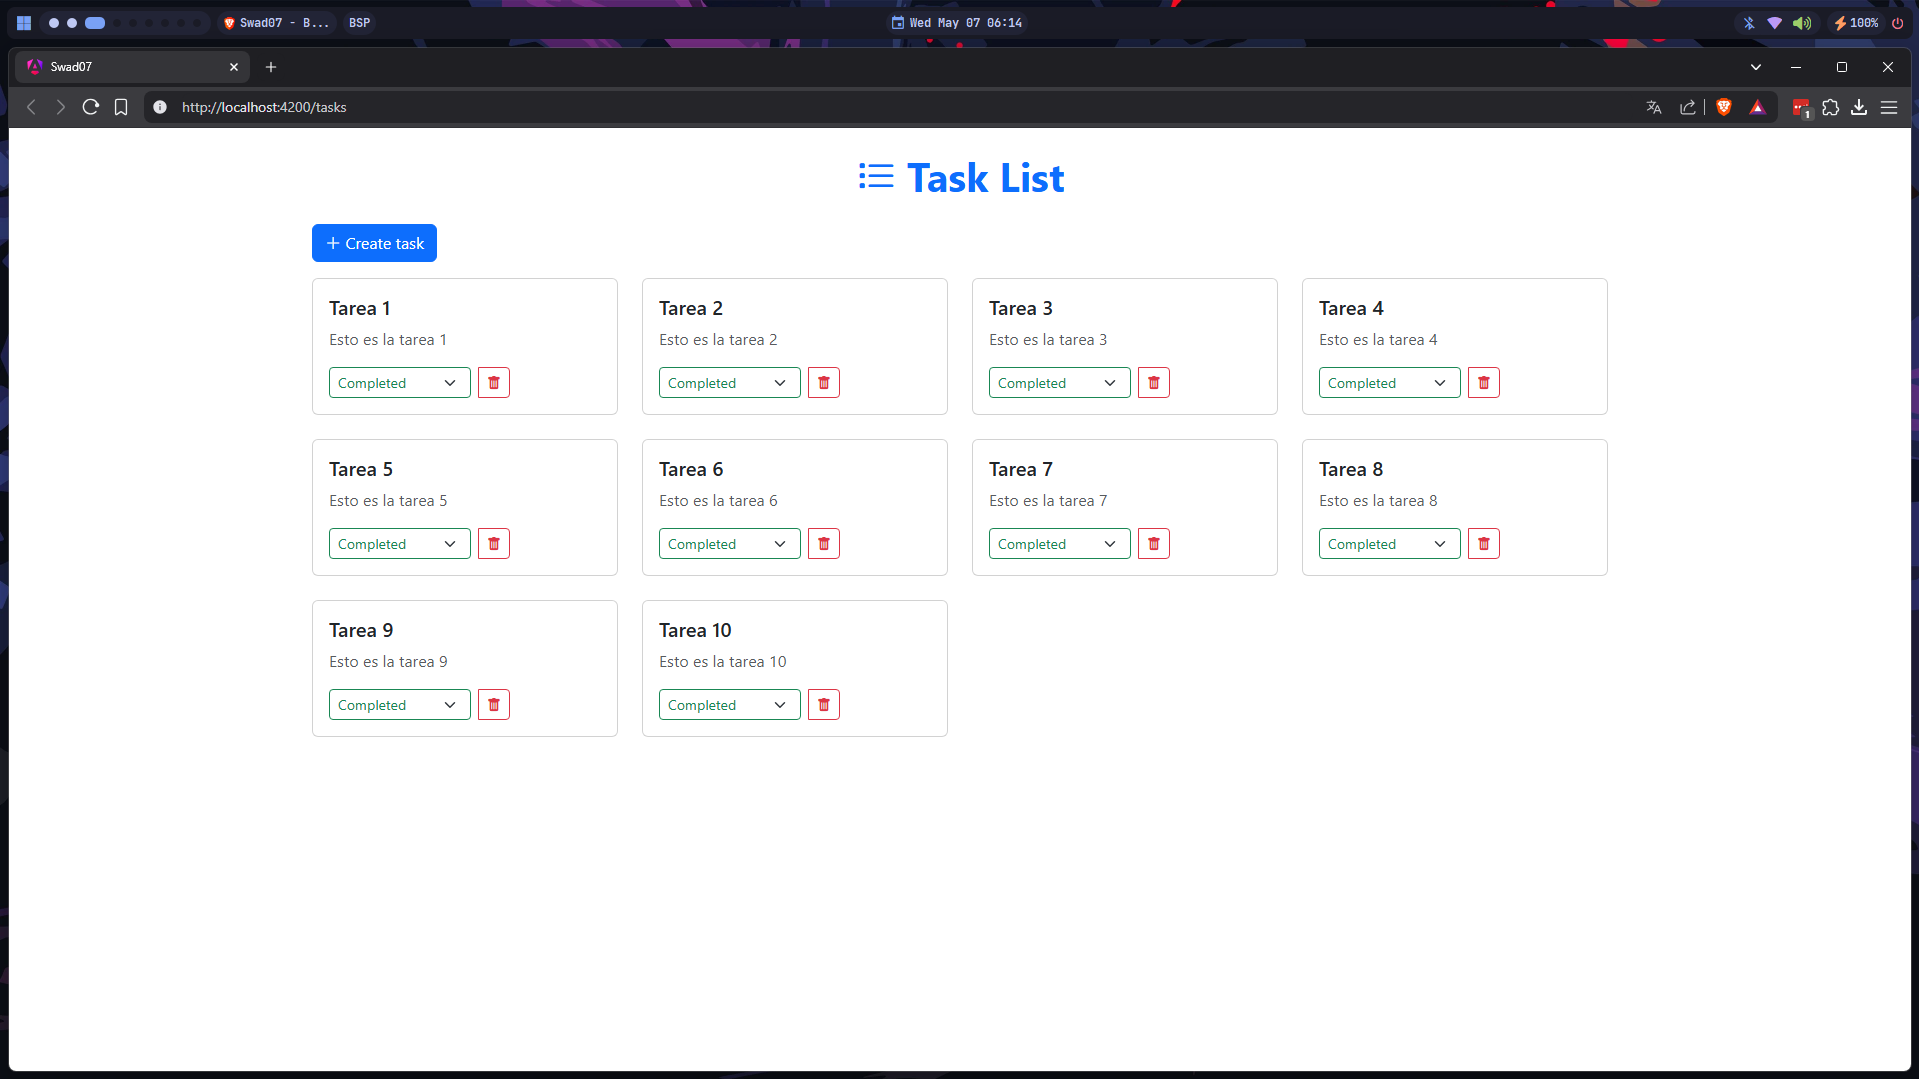 Swad07 - B...
BSP
Wed May 07 06:14
100%
Swad07
http://localhost:4200/tasks
1
Task List
Create task
Tarea 1
Esto es la tarea 1
Completed
Tarea 2
Esto es la tarea 2
Completed
Tarea 3
Esto es la tarea 3
Completed
Tarea 4
Esto es la tarea 4
Completed
Tarea 5
Esto es la tarea 5
Completed
Tarea 6
Esto es la tarea 6
Completed
Tarea 7
Esto es la tarea 7
Completed
Tarea 8
Esto es la tarea 8
Completed
Tarea 9
Esto es la tarea 9
Completed
Tarea 10
Esto es la tarea 10
Completed